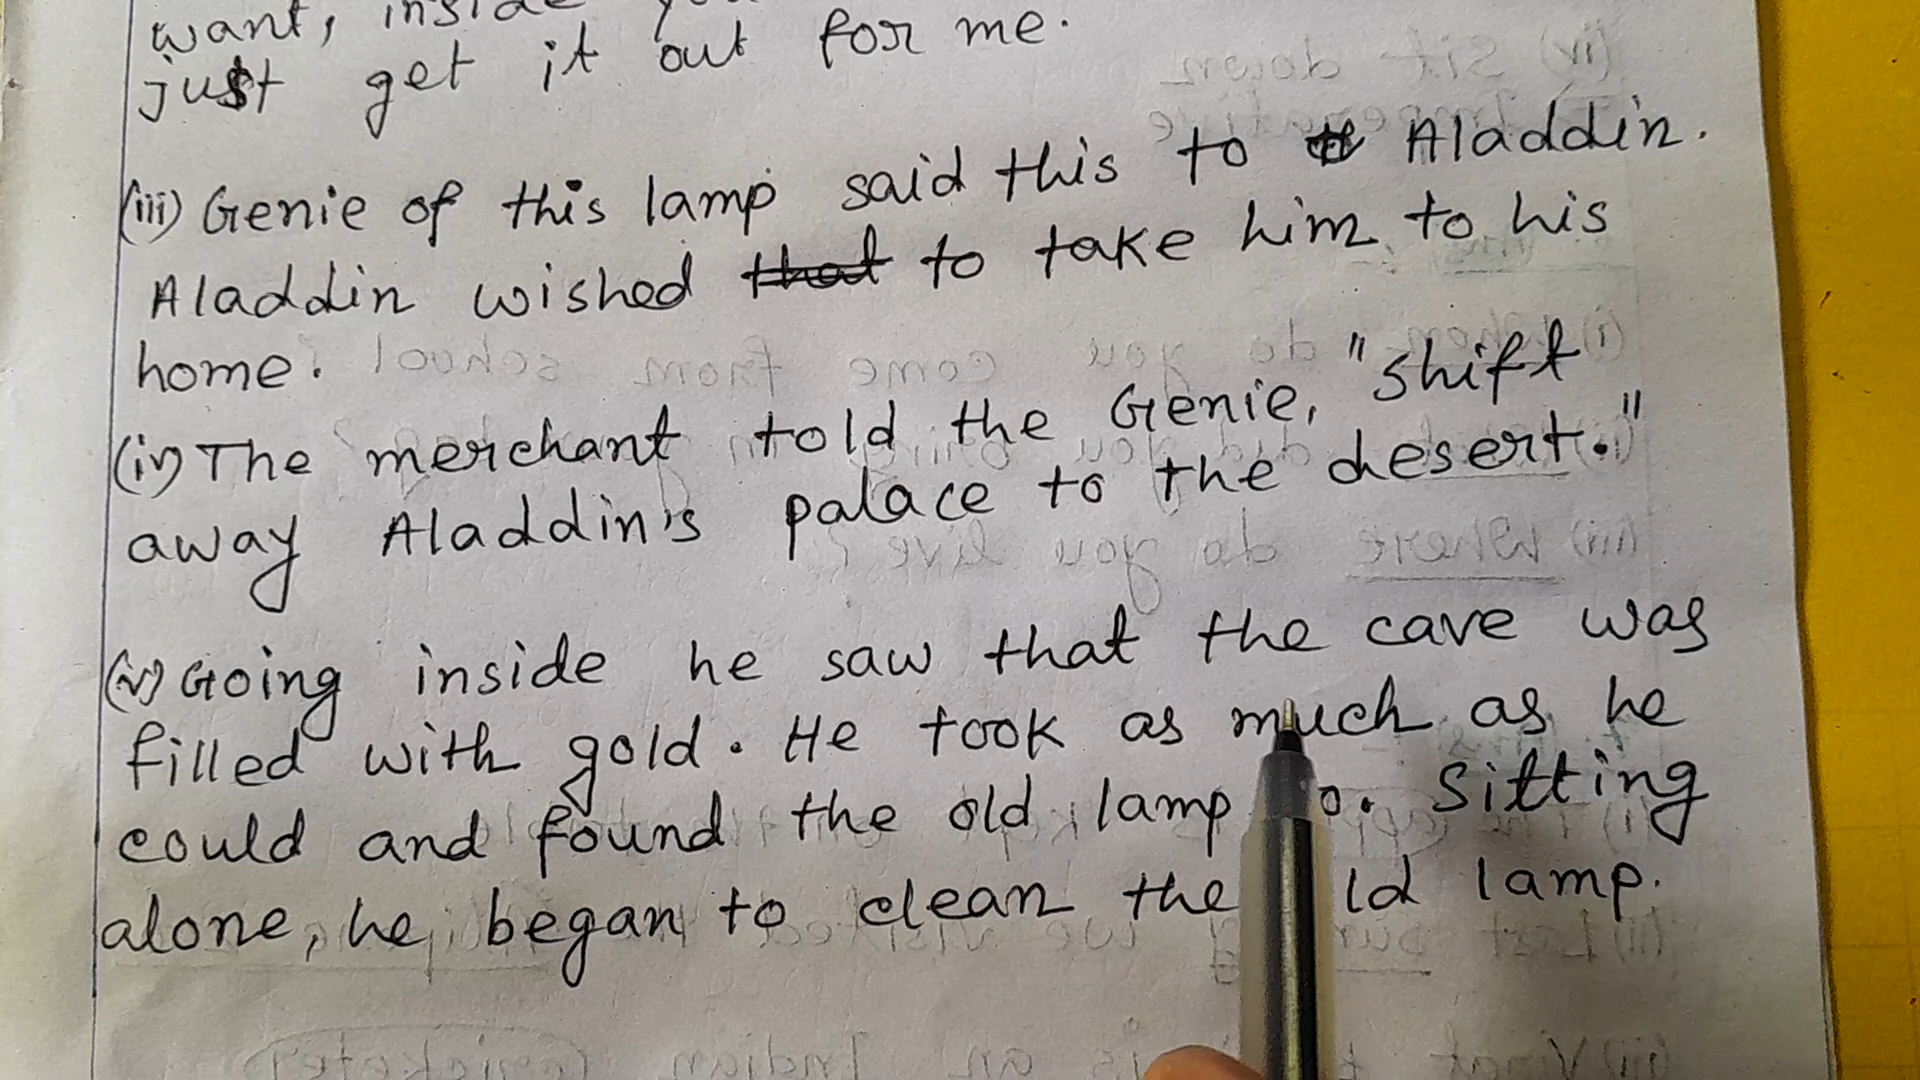 want, inside
just get it out for me.
(iii) Genie of this lamp said this to Aladdin.
Aladdin wished that to take him to his
home.
(iv) The merchant told the Genie, "shift
away Aladdin's palace to the desert."
(v) Going inside he saw that the cave was
filled with gold. He took as much as he
could and found the old lamp. Sitting
alone, he began to clean the lamp.